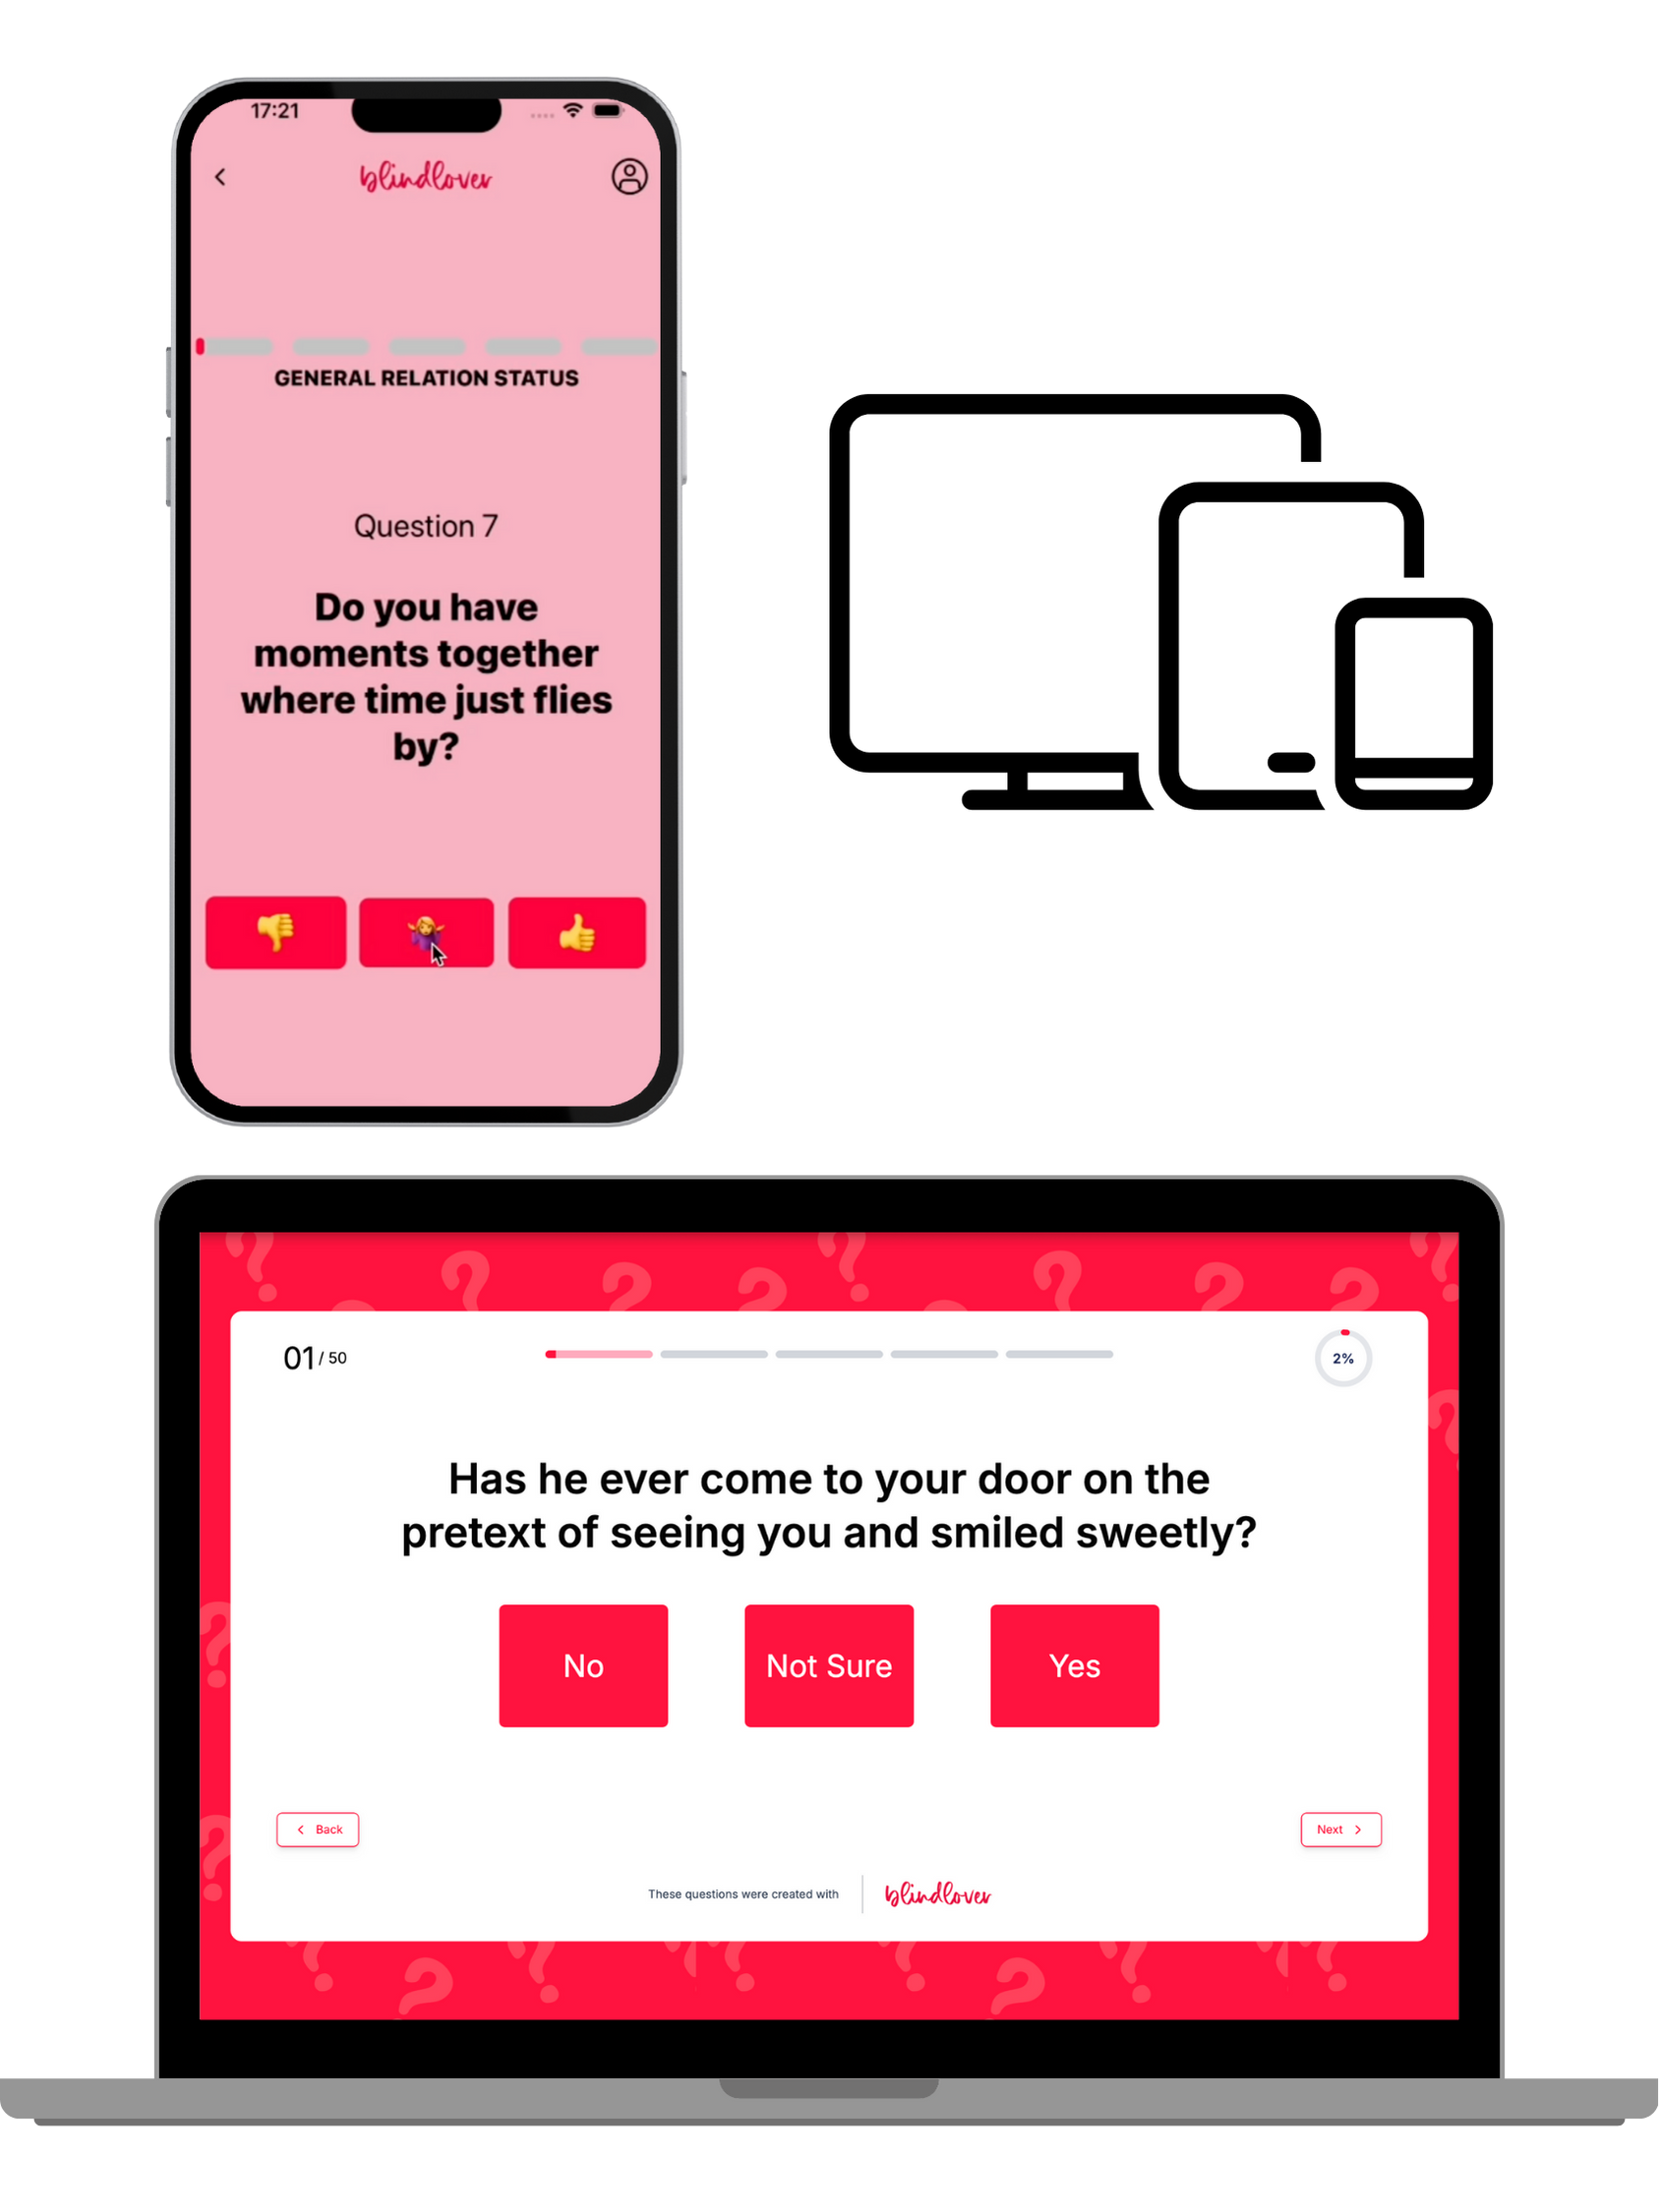 17:21
blindlover
GENERAL RELATION STATUS
Question 7
Do you have
moments together
where time just flies
by?
01/ 50
2%
Has he ever come to your door on the
pretext of seeing you and smiled sweetly?
No
Not Sure
Yes
Back
Next
These questions were created with
blindlover